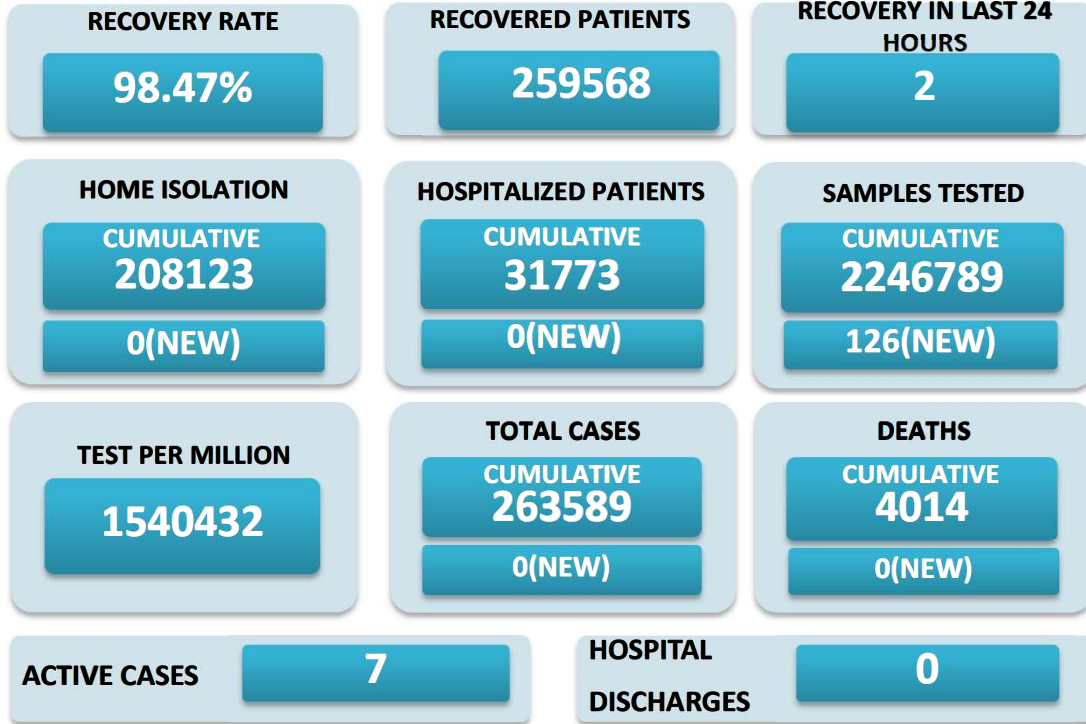 RECOVERY RATE
98.47%
RECOVERED PATIENTS
259568
RECOVERY IN LAST 24
HOURS
2
HOME ISOLATION
CUMULATIVE
208123
0(NEW)
HOSPITALIZED PATIENTS
CUMULATIVE
31773
0(NEW)
SAMPLES TESTED
CUMULATIVE
2246789
126(NEW)
TEST PER MILLION
1540432
TOTAL CASES
CUMULATIVE
263589
0(NEW)
DEATHS
CUMULATIVE
4014
0(NEW)
ACTIVE CASES
7
HOSPITAL
DISCHARGES
0